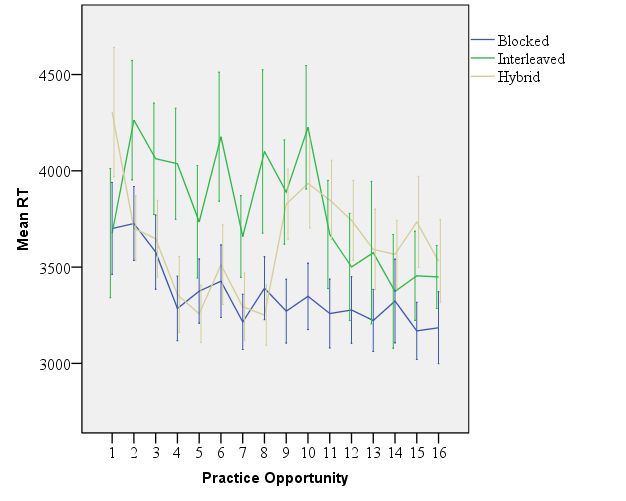 Blocked
Interleaved
Hybrid
4500
4000
3500
3000
Mean RT
1 2 3 4 5 6 7 8 9 10 11 12 13 14 15 16
Practice Opportunity